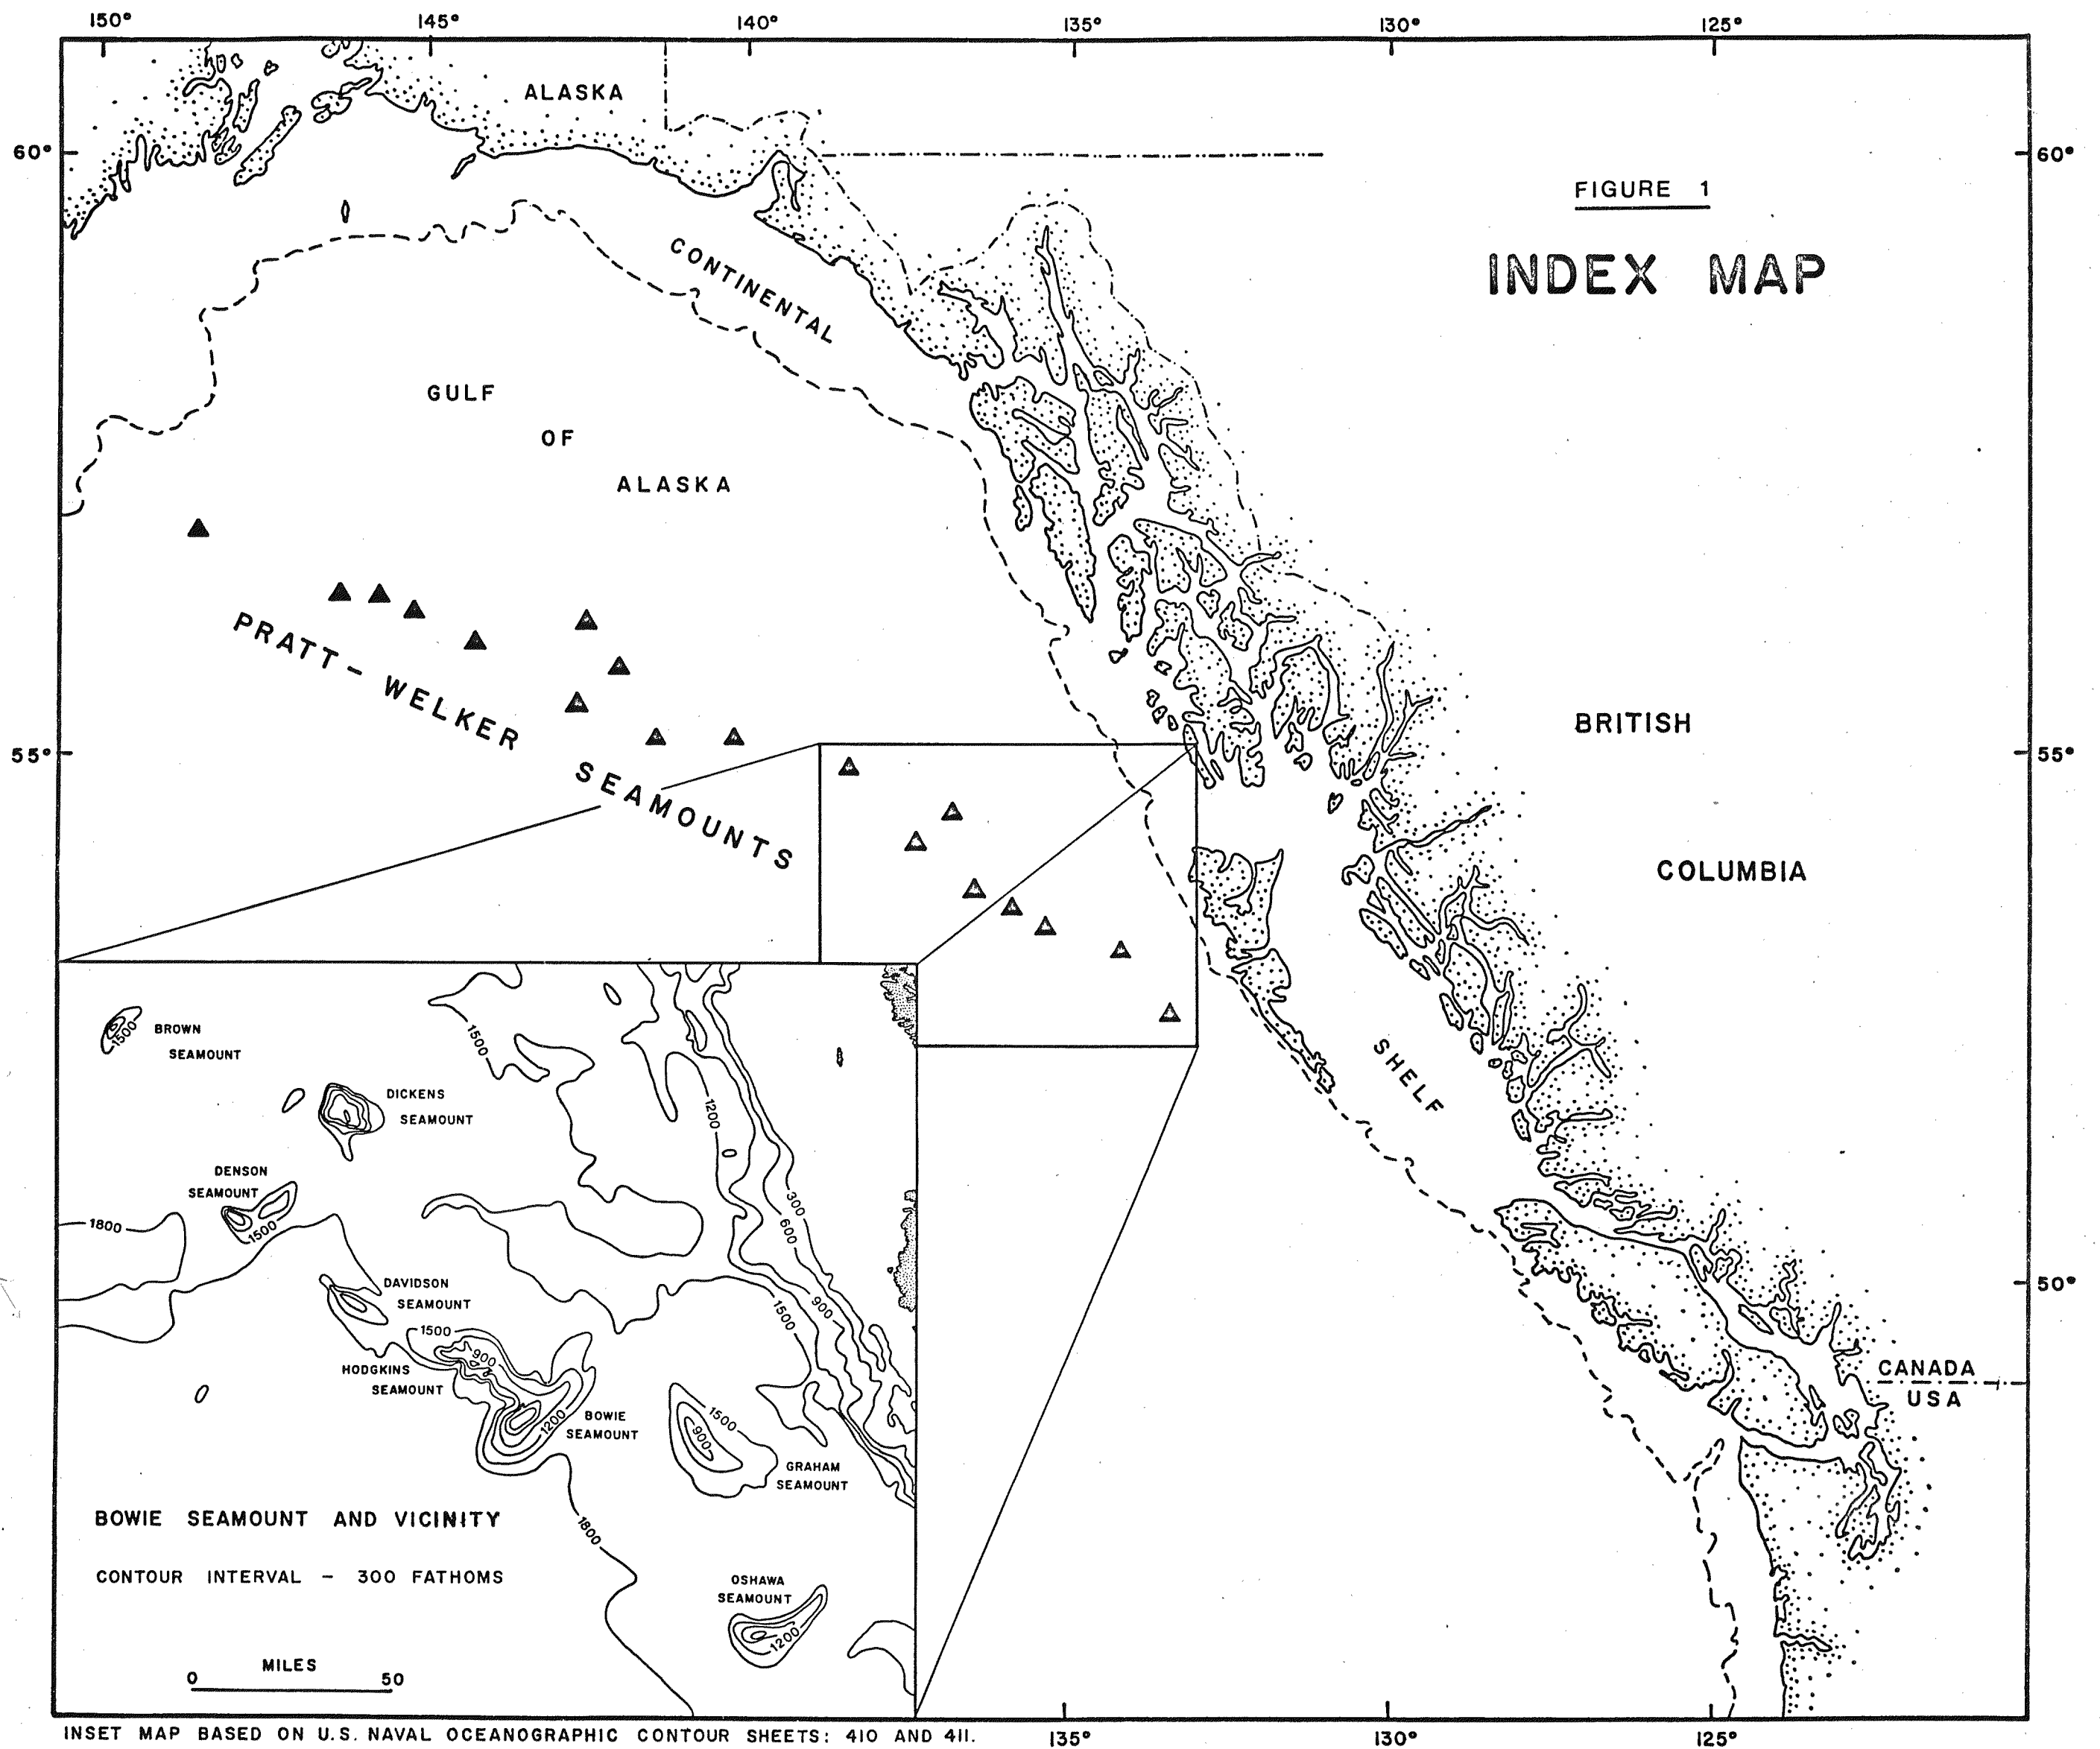 150° 145° 140° 135° 130° 125°
ALASKA
60° 60°
FIGURE 1
INDEX MAP
CONTINENTAL
GULF
OF
ALASKA
PRATT-WELKER SEAMOUNTS
BRITISH
COLUMBIA
55° 55°
SHELF
50°
CANADA
USA
BROWN
SEAMOUNT
1500
1500
DICKENS
SEAMOUNT
1200
DENSON
SEAMOUNT
1500
1800
300
600
900
1500
DAVIDSON
SEAMOUNT
1500
900
HODGKINS
SEAMOUNT
1200
BOWIE
SEAMOUNT
1500
900
GRAHAM
SEAMOUNT
BOWIE SEAMOUNT AND VICINITY
1800
CONTOUR INTERVAL - 300 FATHOMS
OSHAWA
SEAMOUNT
1200
MILES
0 50
INSET MAP BASED ON U.S. NAVAL OCEANOGRAPHIC CONTOUR SHEETS: 410 AND 411.
135° 130° 125°